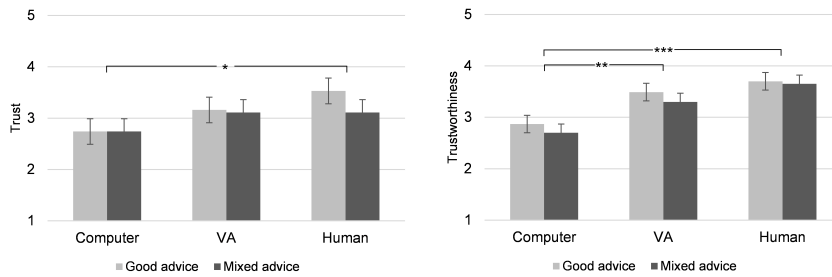 5
4
3
2
1
Trust
*
Computer
VA
Human
Good advice
Mixed advice
5
4
3
2
1
Trustworthiness
***
**
Computer
VA
Human
Good advice
Mixed advice